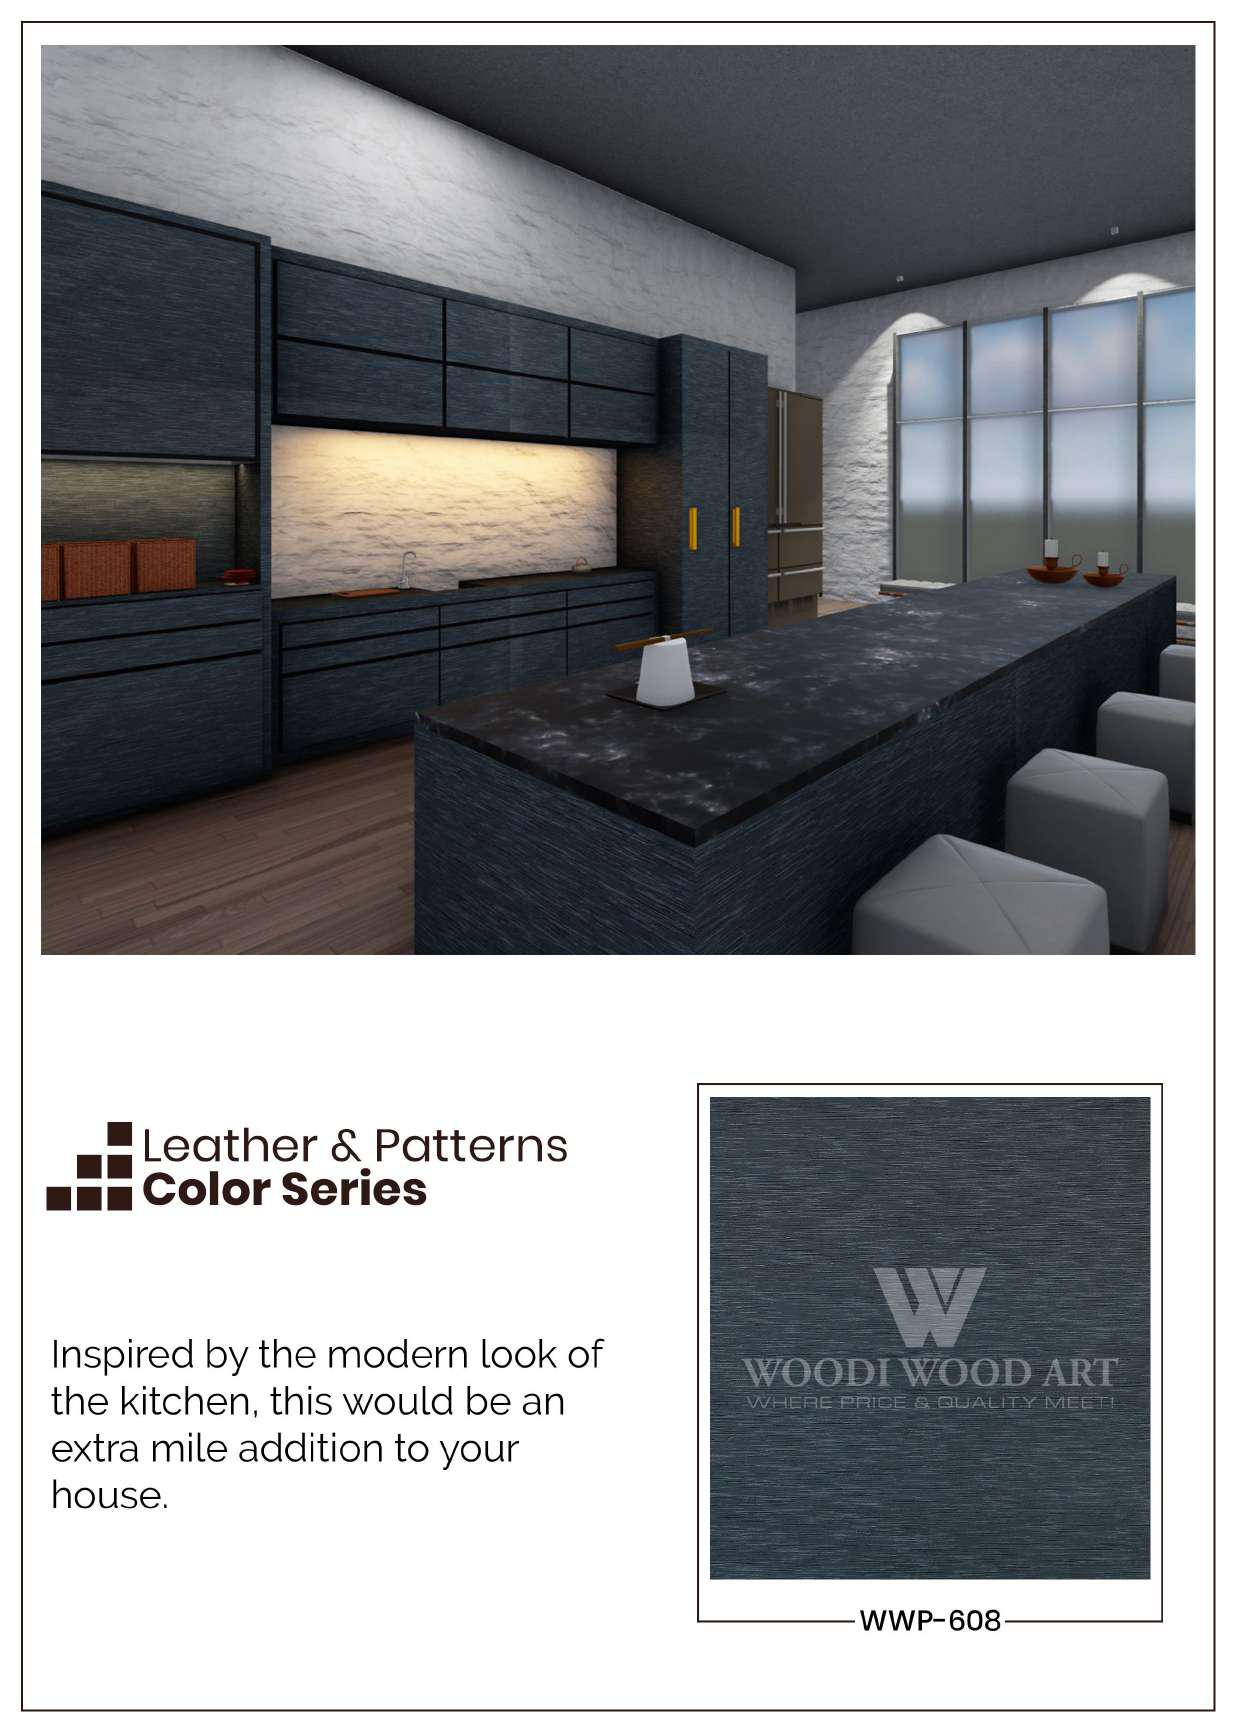 Leather & Patterns
Color Series
Inspired by the modern look of
the kitchen, this would be an
extra mile addition to your
house.
W
WOODI WOOD ART
WHERE PRICE & QUALITY MEET!
WWP-608